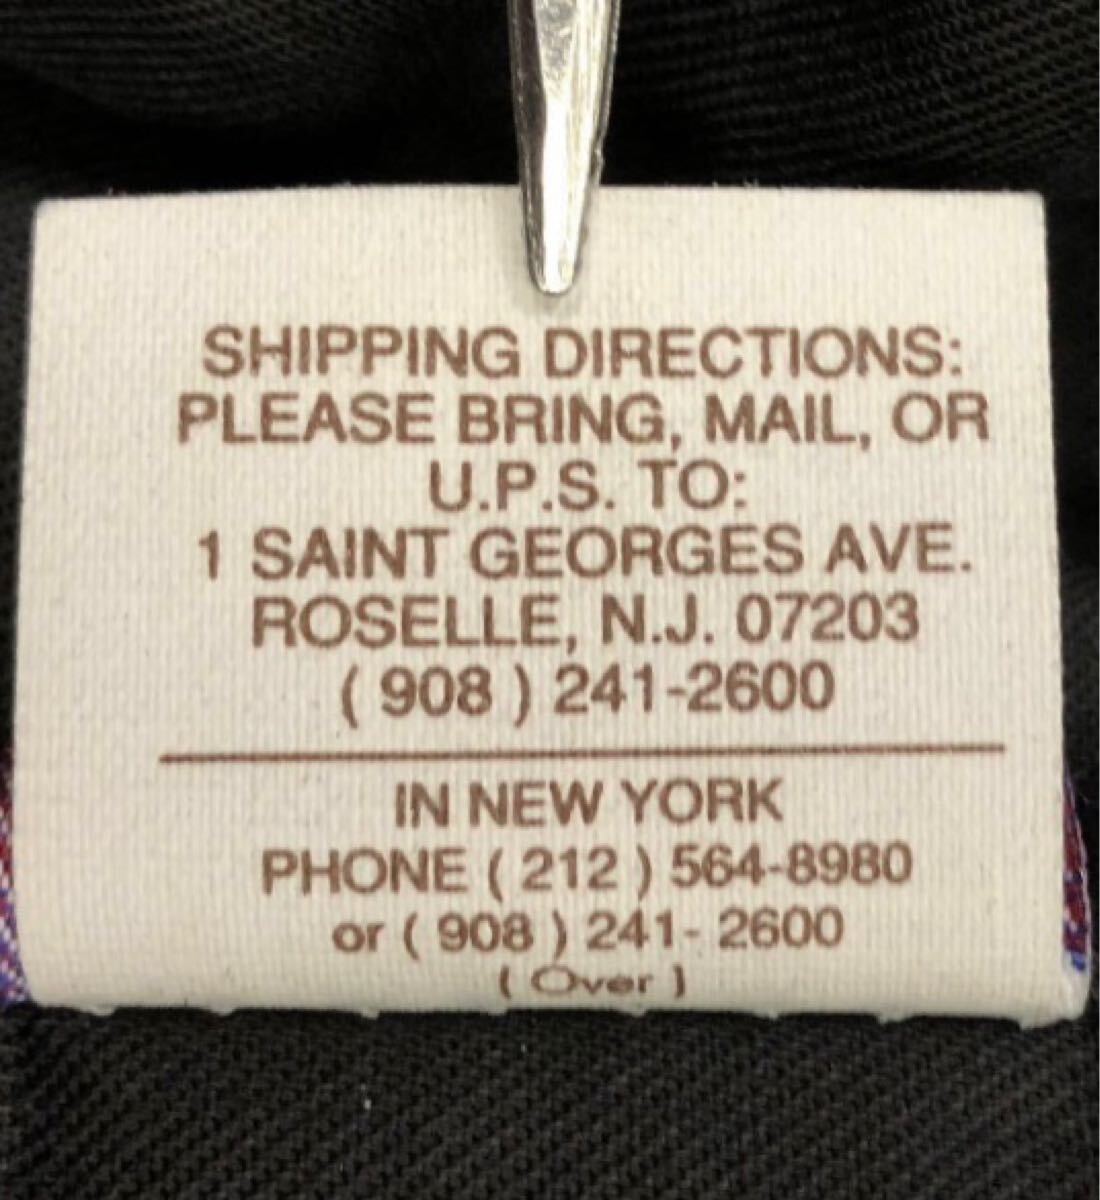 SHIPPING DIRECTIONS:
PLEASE BRING, MAIL, OR
U.P.S. TO:
1 SAINT GEORGES AVE.
ROSELLE, N.J. 07203
( 908 ) 241-2600
IN NEW YORK
PHONE ( 212 ) 564-8980
or ( 908 ) 241- 2600
( Over )